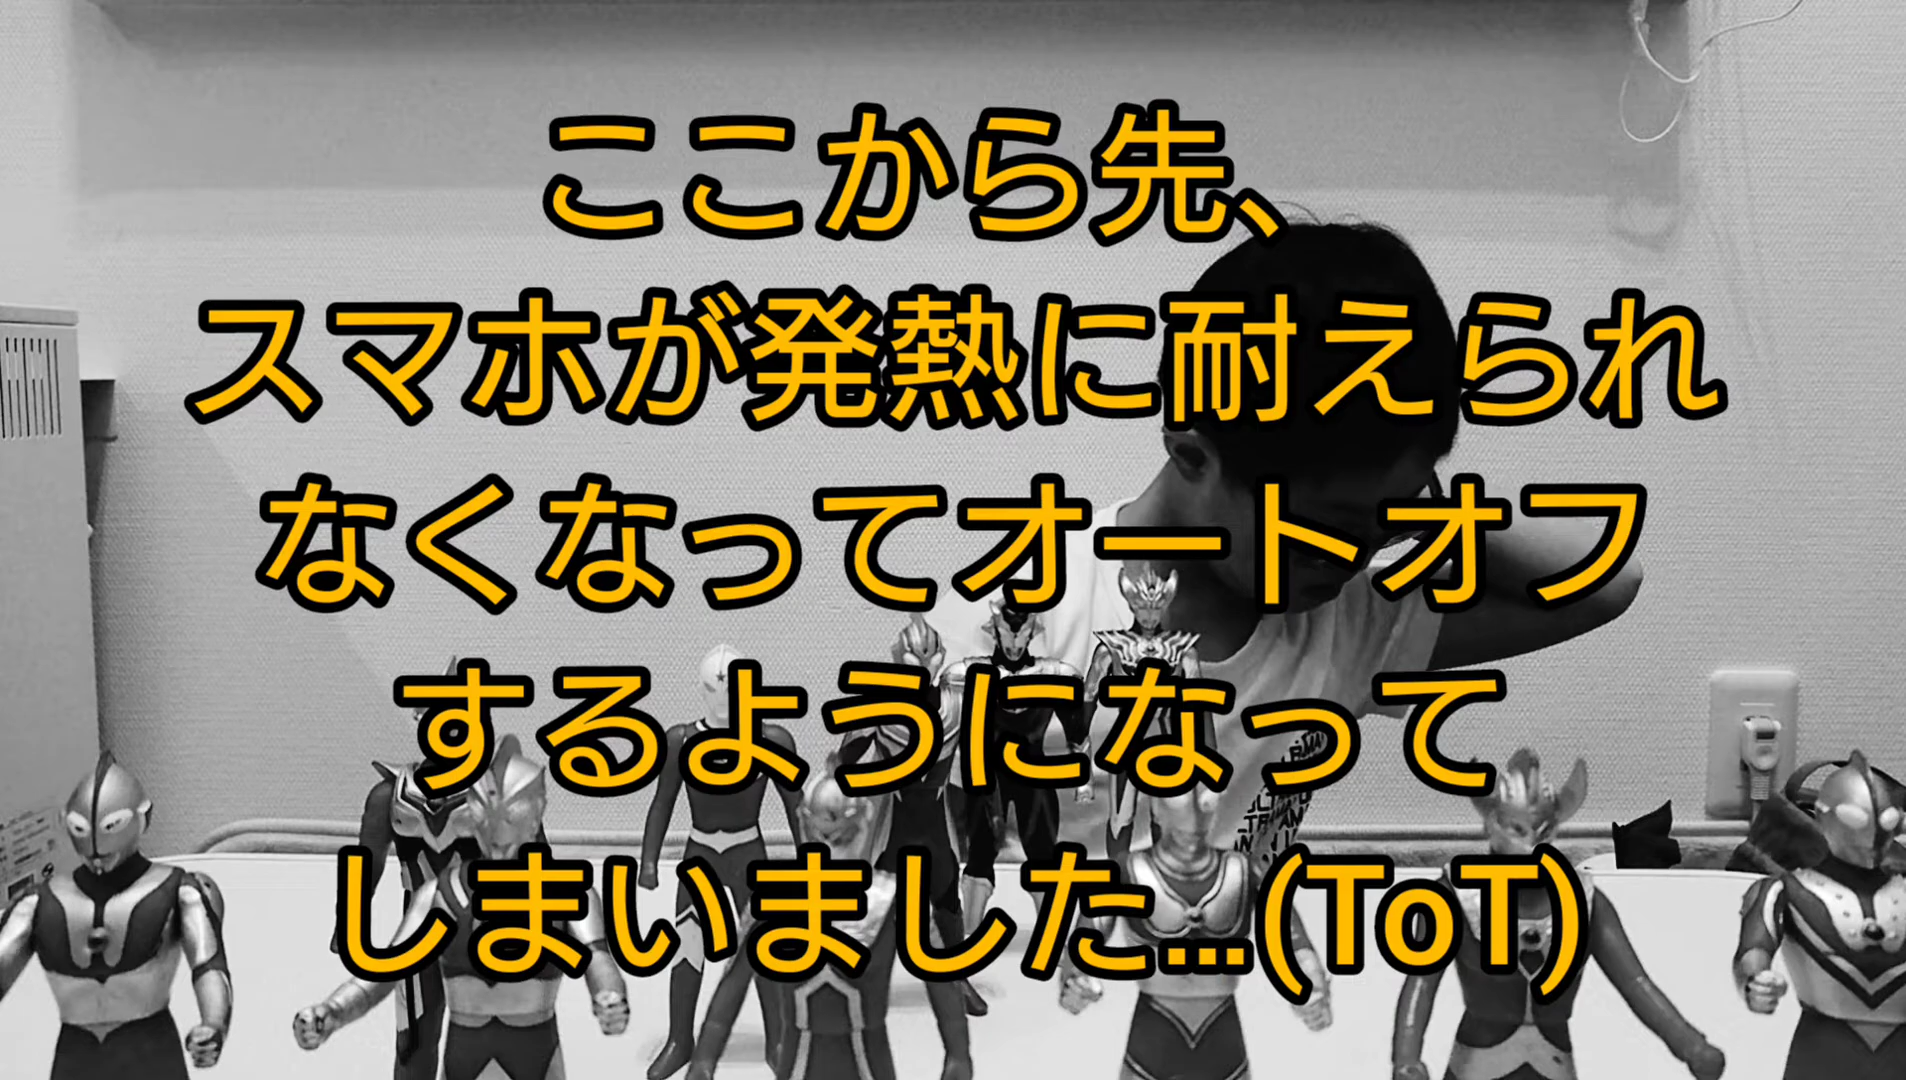 ここから先、
スマホが発熱に耐えられ
なくなってオートオフ
するようになって
しまいました...(ToT)